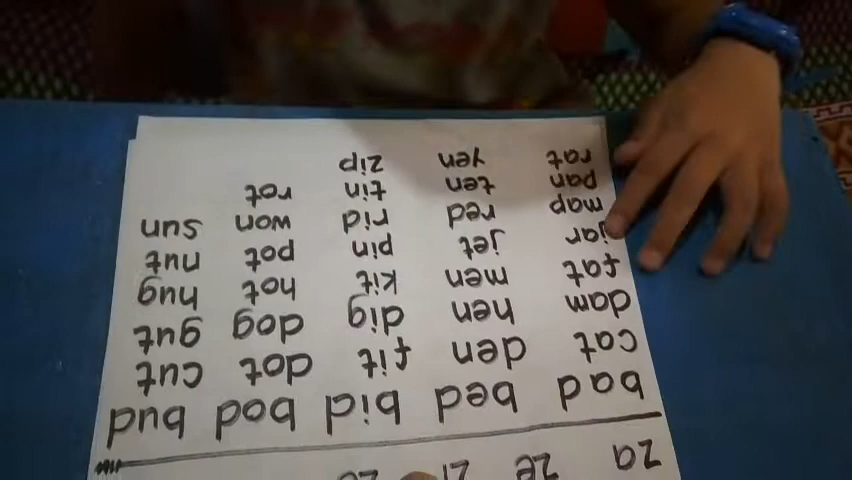 za ze zi
bad bed bid bod bud
cat den fit dot cut
dam hen dig dog gut
fat men kit hot hug
jar jet pin pot nut
map red rid won sun
pan ten tin rot
rat yen zip